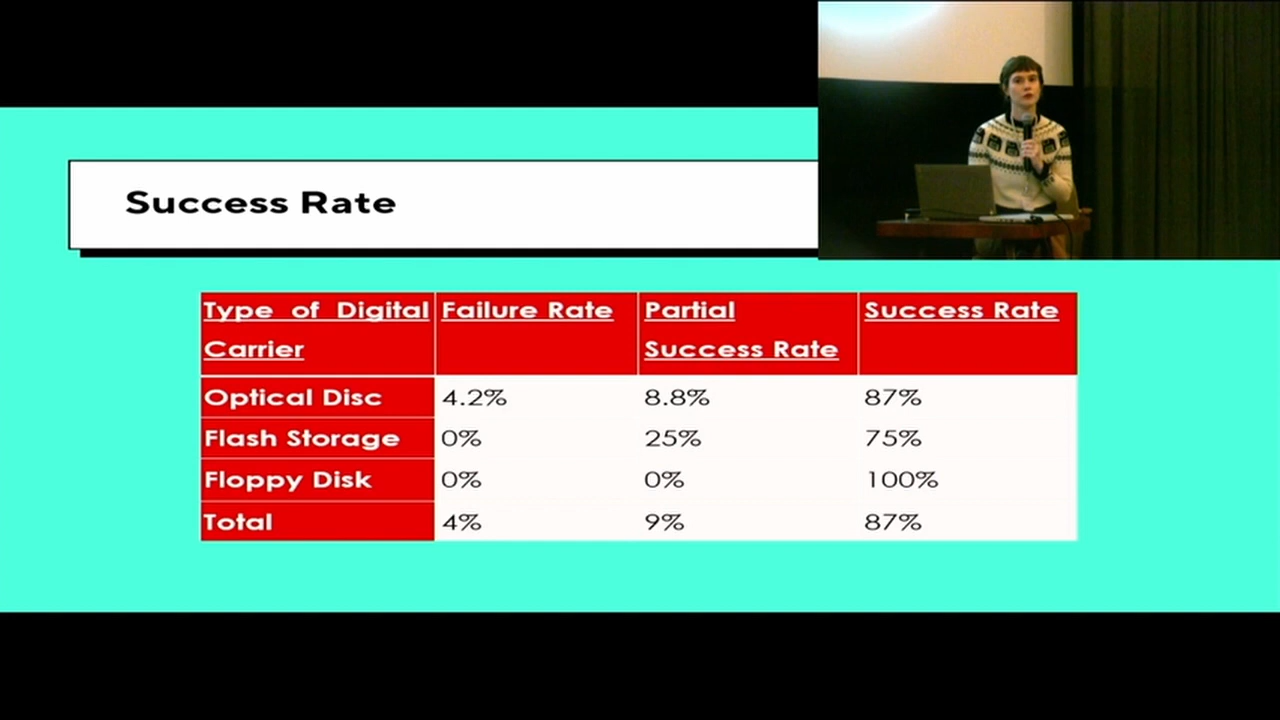 Success Rate
Type of Digital Carrier Failure Rate Partial Success Rate Success Rate
Optical Disc 4.2% 8.8% 87%
Flash Storage 0% 25% 75%
Floppy Disk 0% 0% 100%
Total 4% 9% 87%